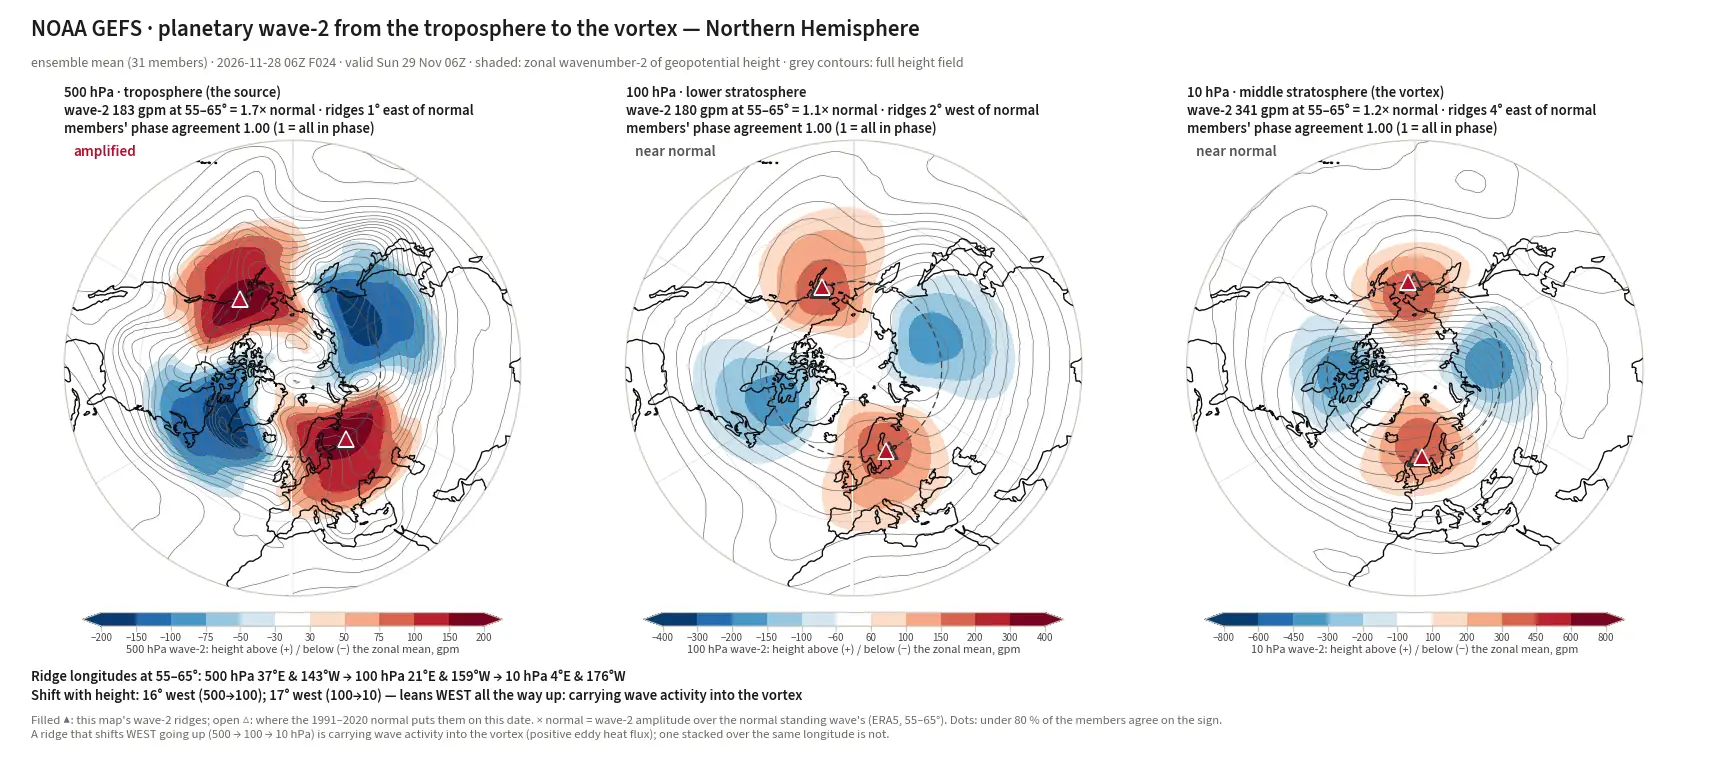 NOAA GEFS · planetary wave-2 from the troposphere to the vortex — Northern Hemisphere
ensemble mean (31 members) · 2026-11-28 06Z F024 · valid Sun 29 Nov 06Z · shaded: zonal wavenumber-2 of geopotential height · grey contours: full height field
500 hPa · troposphere (the source)
wave-2 183 gpm at 55–65° = 1.7× normal · ridges 1° east of normal
members' phase agreement 1.00 (1 = all in phase)
amplified
100 hPa · lower stratosphere
wave-2 180 gpm at 55–65° = 1.1× normal · ridges 2° west of normal
members' phase agreement 1.00 (1 = all in phase)
near normal
10 hPa · middle stratosphere (the vortex)
wave-2 341 gpm at 55–65° = 1.2× normal · ridges 4° east of normal
members' phase agreement 1.00 (1 = all in phase)
near normal
−200 −150 −100 −75 −50 −30 30 50 75 100 150 200
500 hPa wave-2: height above (+) / below (−) the zonal mean, gpm
−400 −300 −200 −150 −100 −60 60 100 150 200 300 400
100 hPa wave-2: height above (+) / below (−) the zonal mean, gpm
−800 −600 −450 −300 −200 −100 100 200 300 450 600 800
10 hPa wave-2: height above (+) / below (−) the zonal mean, gpm
Ridge longitudes at 55–65°: 500 hPa 37°E & 143°W → 100 hPa 21°E & 159°W → 10 hPa 4°E & 176°W
Shift with height: 16° west (500→100); 17° west (100→10) — leans WEST all the way up: carrying wave activity into the vortex
Filled ▲: this map's wave-2 ridges; open △: where the 1991–2020 normal puts them on this date. × normal = wave-2 amplitude over the normal standing wave's (ERA5, 55–65°). Dots: under 80 % of the members agree on the sign.
A ridge that shifts WEST going up (500 → 100 → 10 hPa) is carrying wave activity into the vortex (positive eddy heat flux); one stacked over the same longitude is not.